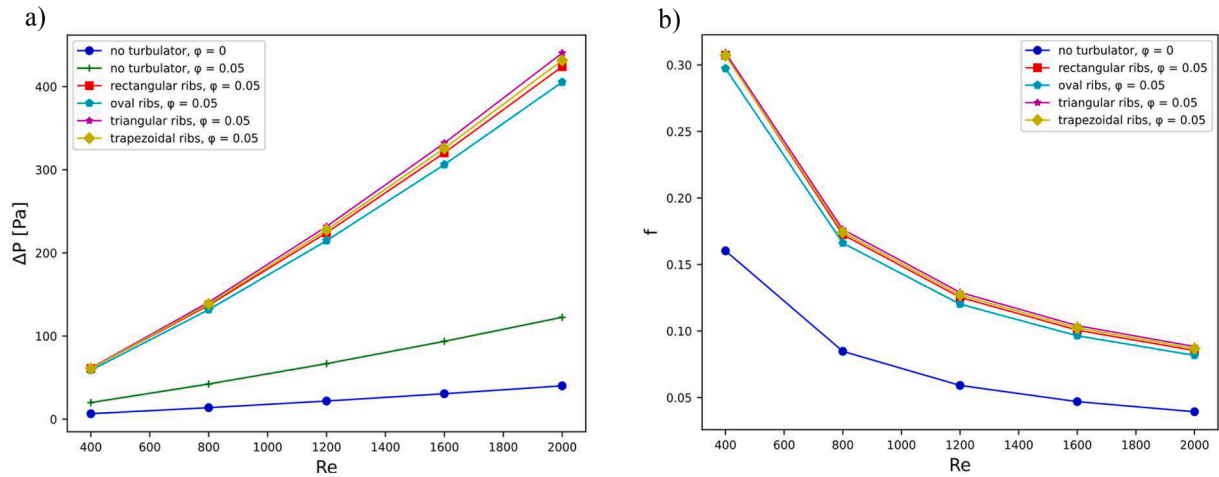 a)
no turbulator, φ = 0
no turbulator, φ = 0.05
rectangular ribs, φ = 0.05
oval ribs, φ = 0.05
triangular ribs, φ = 0.05
trapezoidal ribs, φ = 0.05
400
300
200
100
0
ΔP [Pa]
400
600
800
1000
1200
1400
1600
1800
2000
Re
b)
no turbulator, φ = 0
rectangular ribs, φ = 0.05
oval ribs, φ = 0.05
triangular ribs, φ = 0.05
trapezoidal ribs, φ = 0.05
0.30
0.25
0.20
0.15
0.10
0.05
f
400
600
800
1000
1200
1400
1600
1800
2000
Re